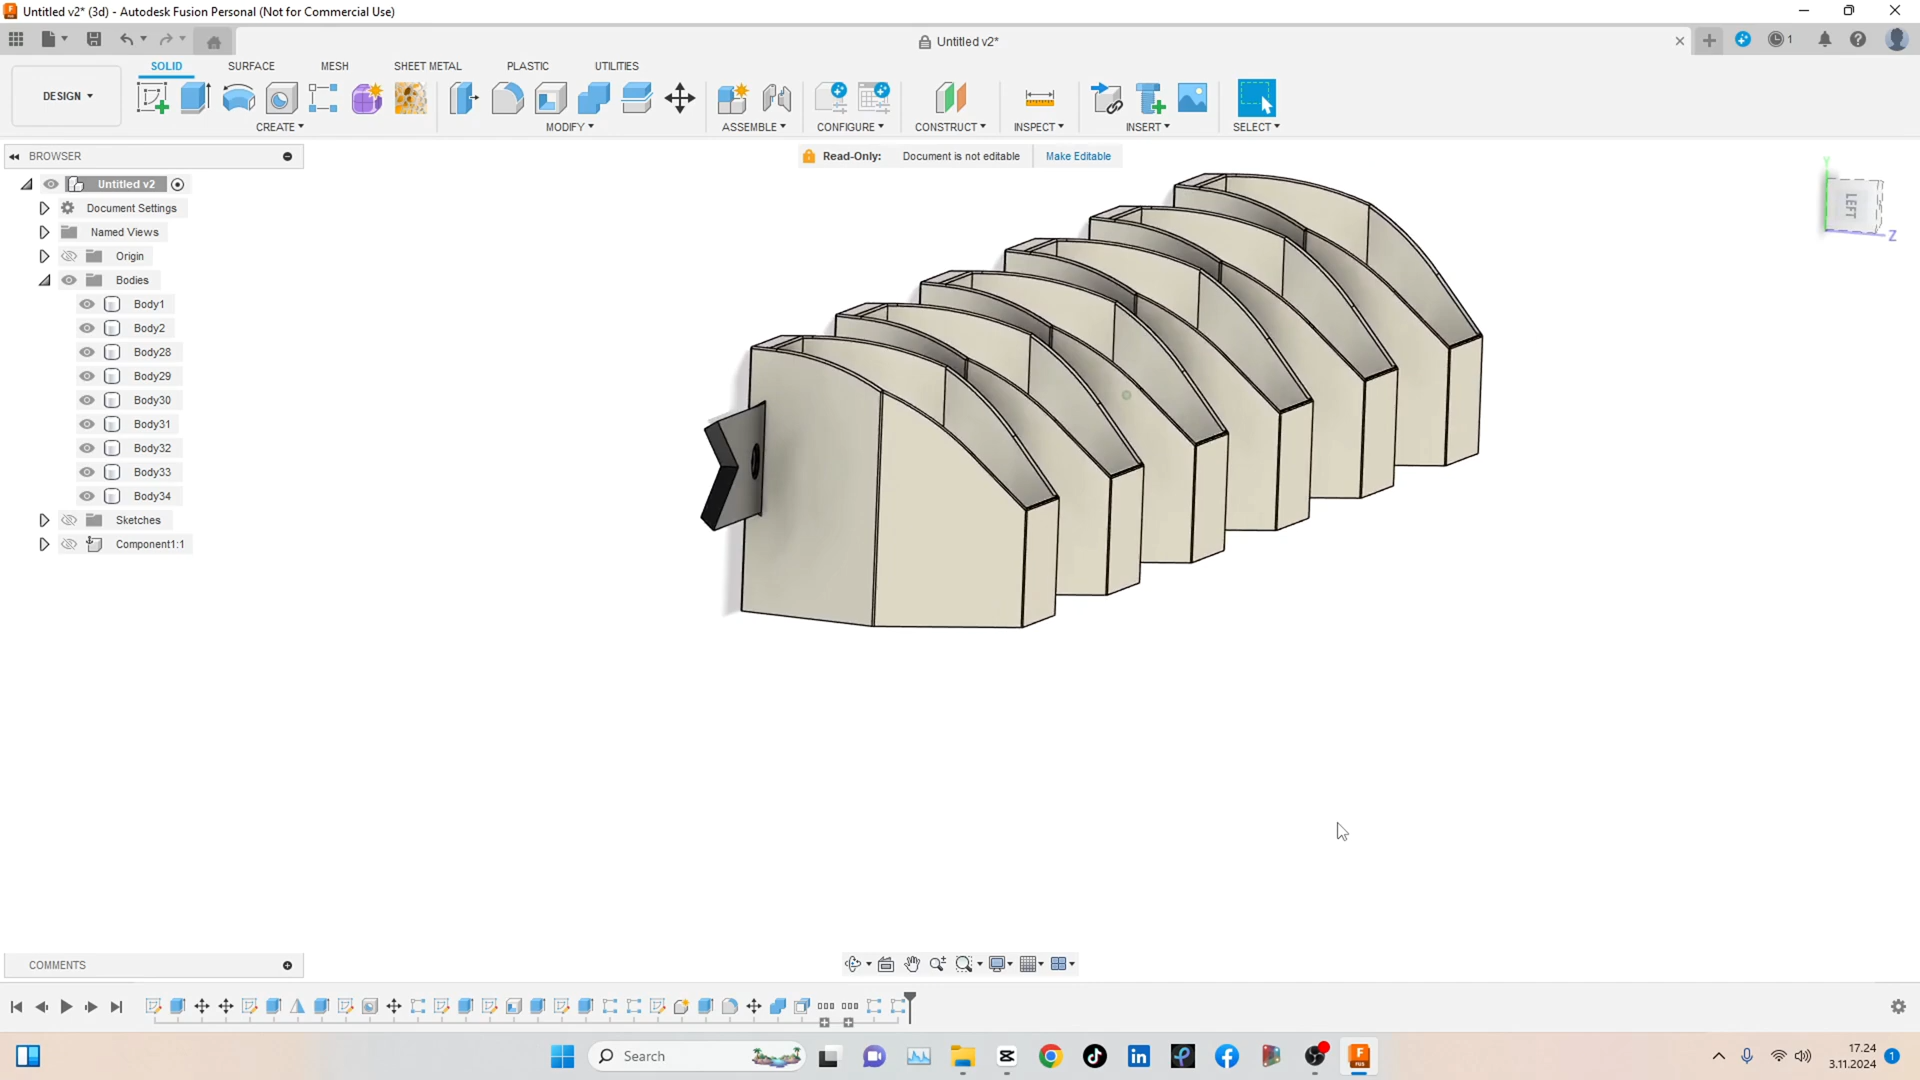 Untitled v2* (3d) - Autodesk Fusion Personal (Not for Commercial Use)
Untitled v2*
1
DESIGN
SOLID SURFACE MESH SHEET METAL PLASTIC UTILITIES
CREATE MODIFY ASSEMBLE CONFIGURE CONSTRUCT INSPECT INSERT SELECT
BROWSER
Read-Only: Document is not editable Make Editable
Untitled v2
Document Settings
Named Views
Origin
Bodies
Body1
Body2
Body28
Body29
Body30
Body31
Body32
Body33
Body34
Sketches
Component1:1
Y
LEFT
Z
COMMENTS
Search
FUS
17.24
3.11.2024
1